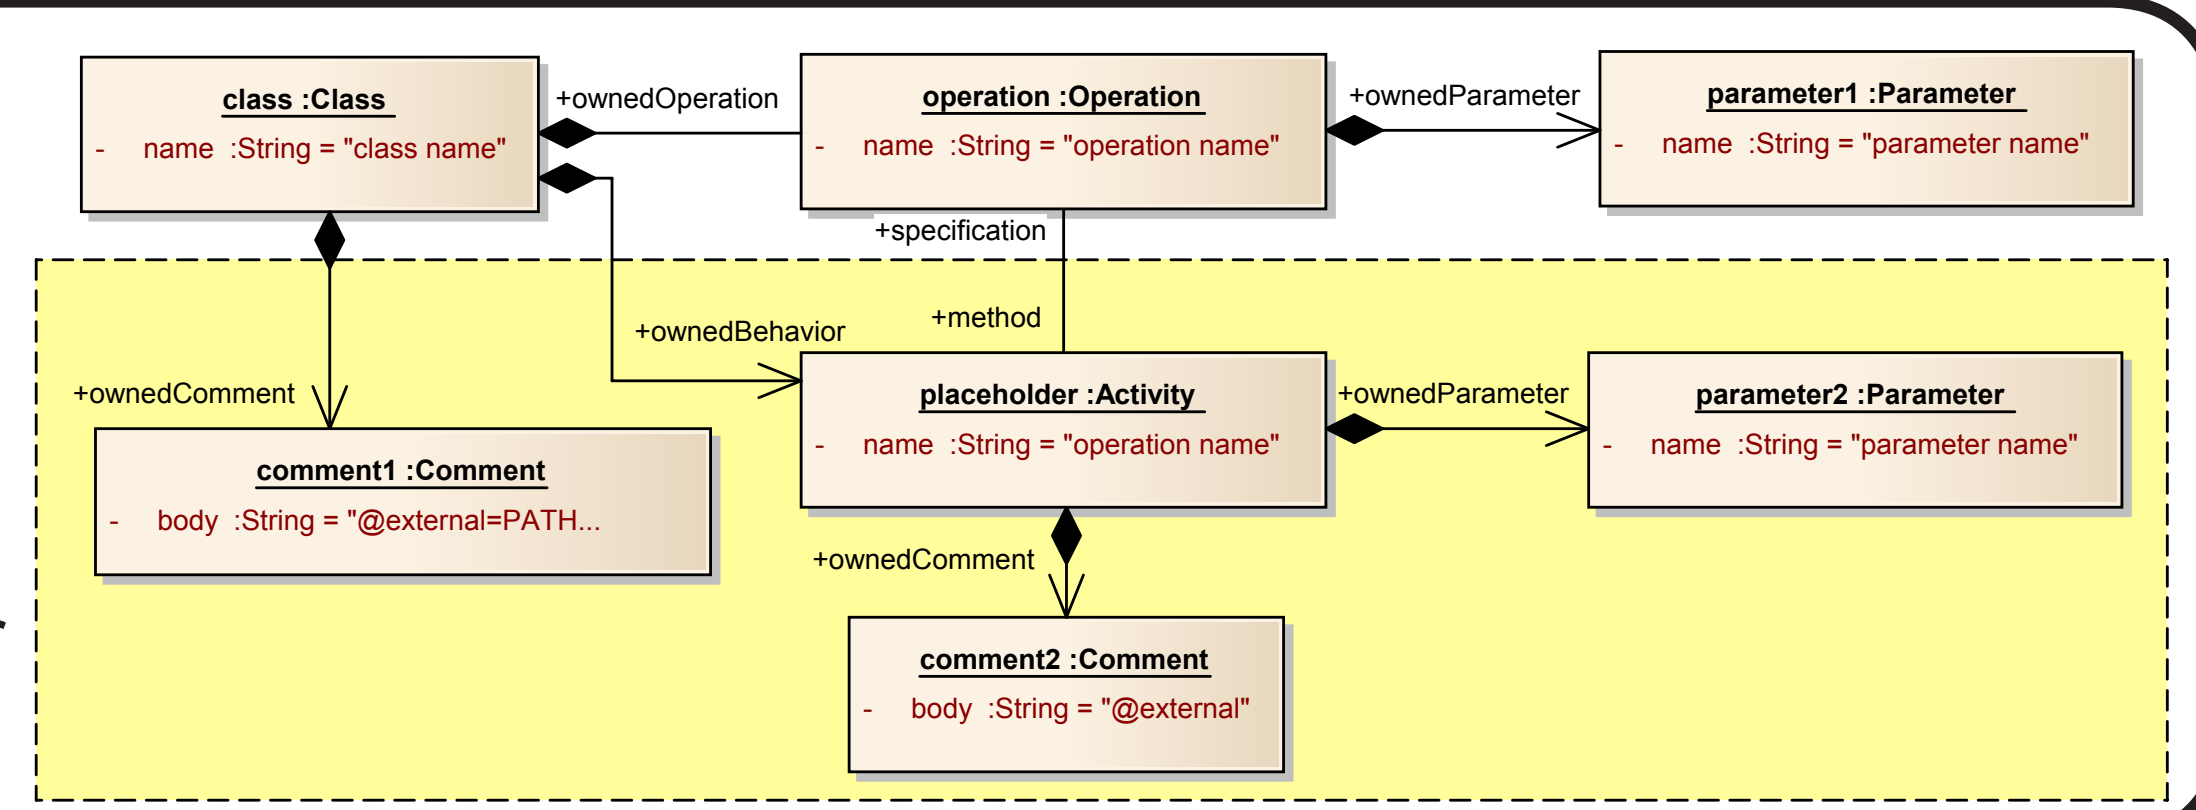 class :Class
- name :String = "class name"
+ownedOperation
operation :Operation
- name :String = "operation name"
+ownedParameter
parameter1 :Parameter
- name :String = "parameter name"
+specification
+method
+ownedBehavior
+ownedComment
comment1 :Comment
- body :String = "@external=PATH...
placeholder :Activity
- name :String = "operation name"
+ownedParameter
parameter2 :Parameter
- name :String = "parameter name"
+ownedComment
comment2 :Comment
- body :String = "@external"